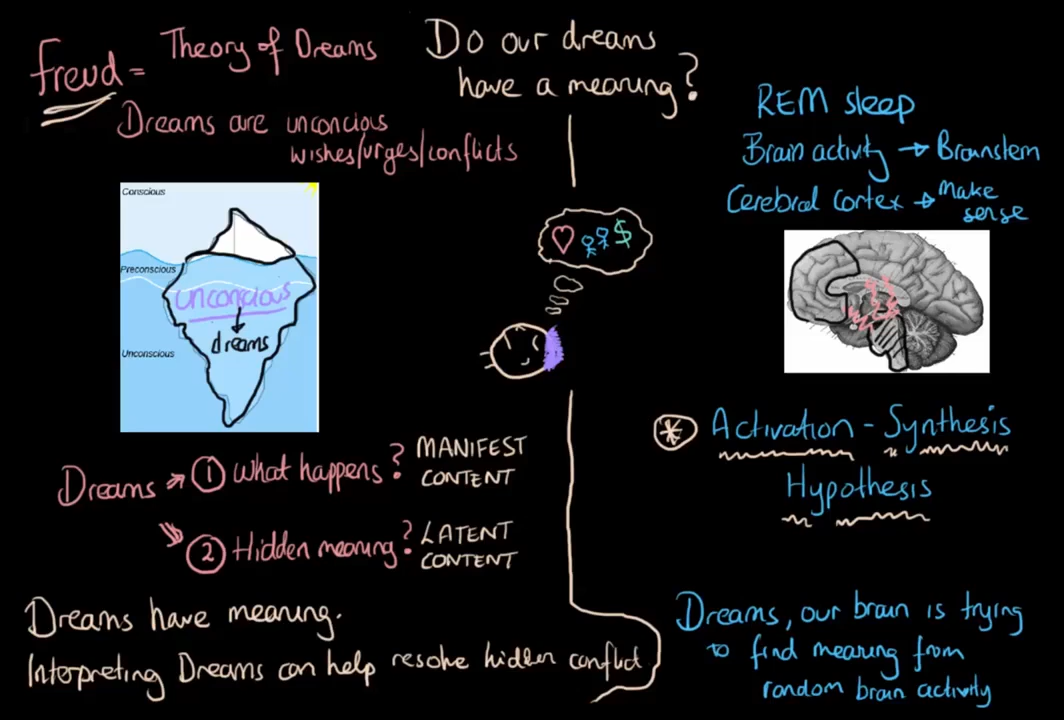 Do our dreams
have a meaning?
Freud = Theory of Dreams
Dreams are unconcious
wishes/urges/conflicts
Conscious
Preconscious
unconscious
dreams
Unconscious
Dreams → ① What happens? MANIFEST
CONTENT
② Hidden meaning? LATENT
CONTENT
Dreams have meaning.
Interpreting Dreams can help resolve hidden conflict
$
REM sleep
Brain activity → Brainstem
Cerebral cortex → Make
sense
* Activation - Synthesis
Hypothesis
Dreams, our brain is trying
to find meaning from
random brain activity